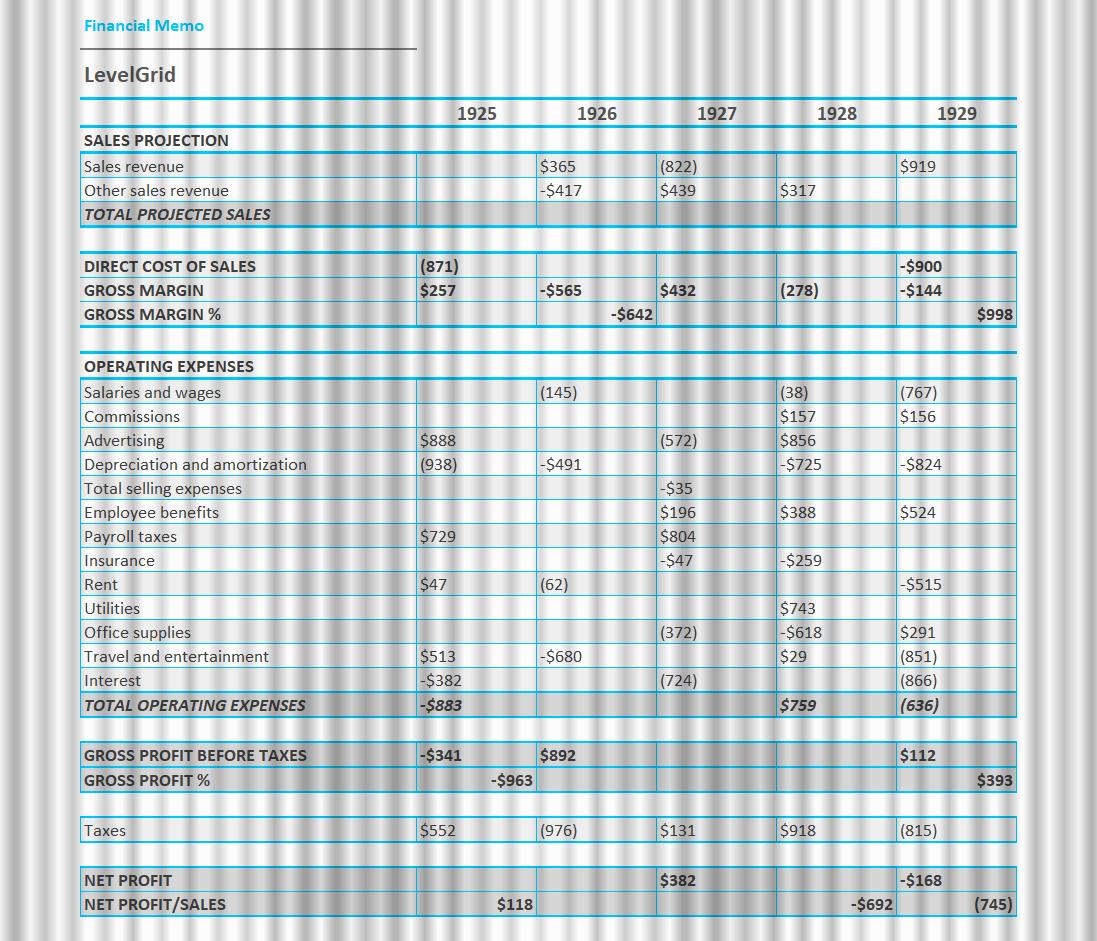 Financial Memo
LevelGrid
1925 1926 1927 1928 1929
SALES PROJECTION
Sales revenue $365 (822) $919
Other sales revenue -$417 $439 $317
TOTAL PROJECTED SALES
DIRECT COST OF SALES (871) -$900
GROSS MARGIN $257 -$565 $432 (278) -$144
GROSS MARGIN % -$642 $998
OPERATING EXPENSES
Salaries and wages (145) (38) (767)
Commissions $157 $156
Advertising $888 (572) $856
Depreciation and amortization (938) -$491 -$725 -$824
Total selling expenses -$35
Employee benefits $196 $388 $524
Payroll taxes $729 $804
Insurance -$47 -$259
Rent $47 (62) -$515
Utilities $743
Office supplies (372) -$618 $291
Travel and entertainment $513 -$680 $29 (851)
Interest -$382 (724) (866)
TOTAL OPERATING EXPENSES -$883 $759 (636)
GROSS PROFIT BEFORE TAXES -$341 $892 $112
GROSS PROFIT % -$963 $393
Taxes $552 (976) $131 $918 (815)
NET PROFIT $382 -$168
NET PROFIT/SALES $118 -$692 (745)